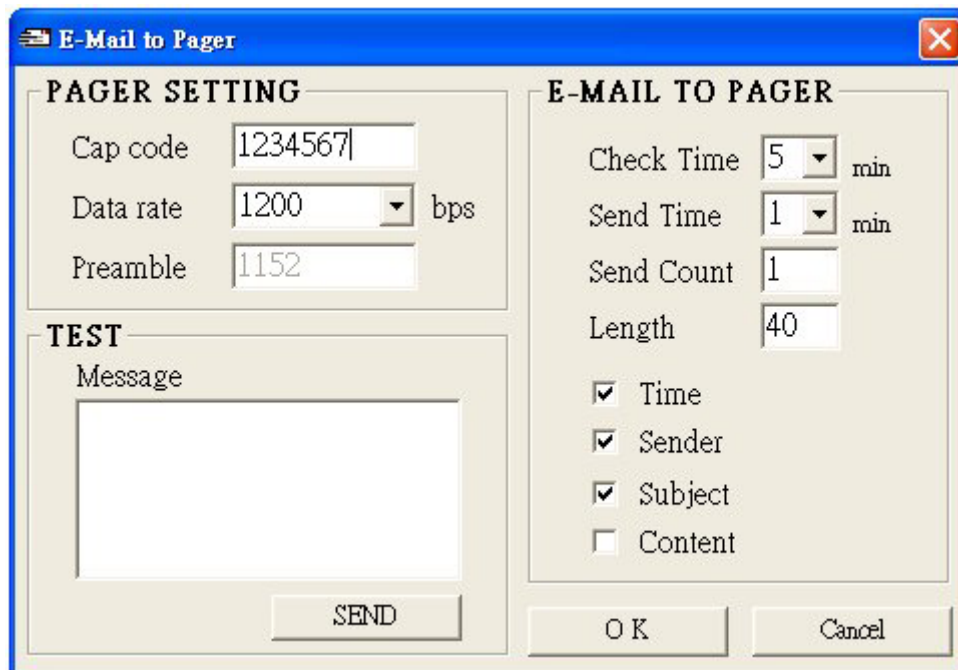 E-Mail to Pager
PAGER SETTING
Cap code 1234567
Data rate 1200 bps
Preamble 1152
TEST
Message
SEND
E-MAIL TO PAGER
Check Time 5 min
Send Time 1 min
Send Count 1
Length 40
Time
Sender
Subject
Content
O K
Cancel